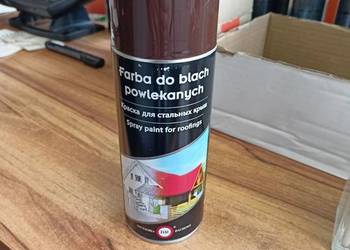 Farba do blach
powlekanych
Краска для стальных крыш
Spray paint for roofings